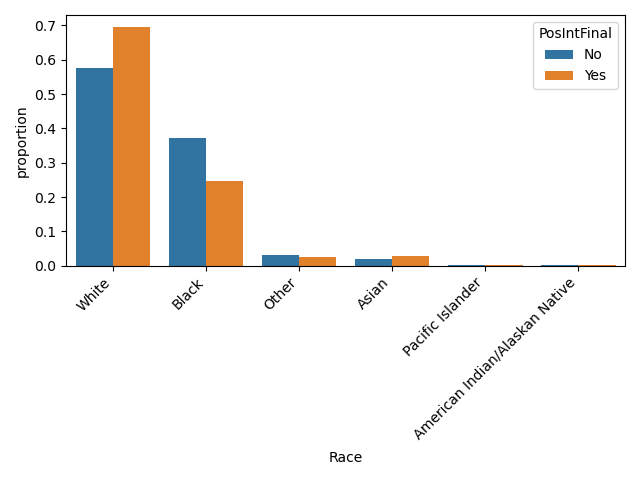 PosIntFinal
No
Yes
proportion
0.7
0.6
0.5
0.4
0.3
0.2
0.1
0.0
White
Black
Other
Asian
Pacific Islander
American Indian/Alaskan Native
Race